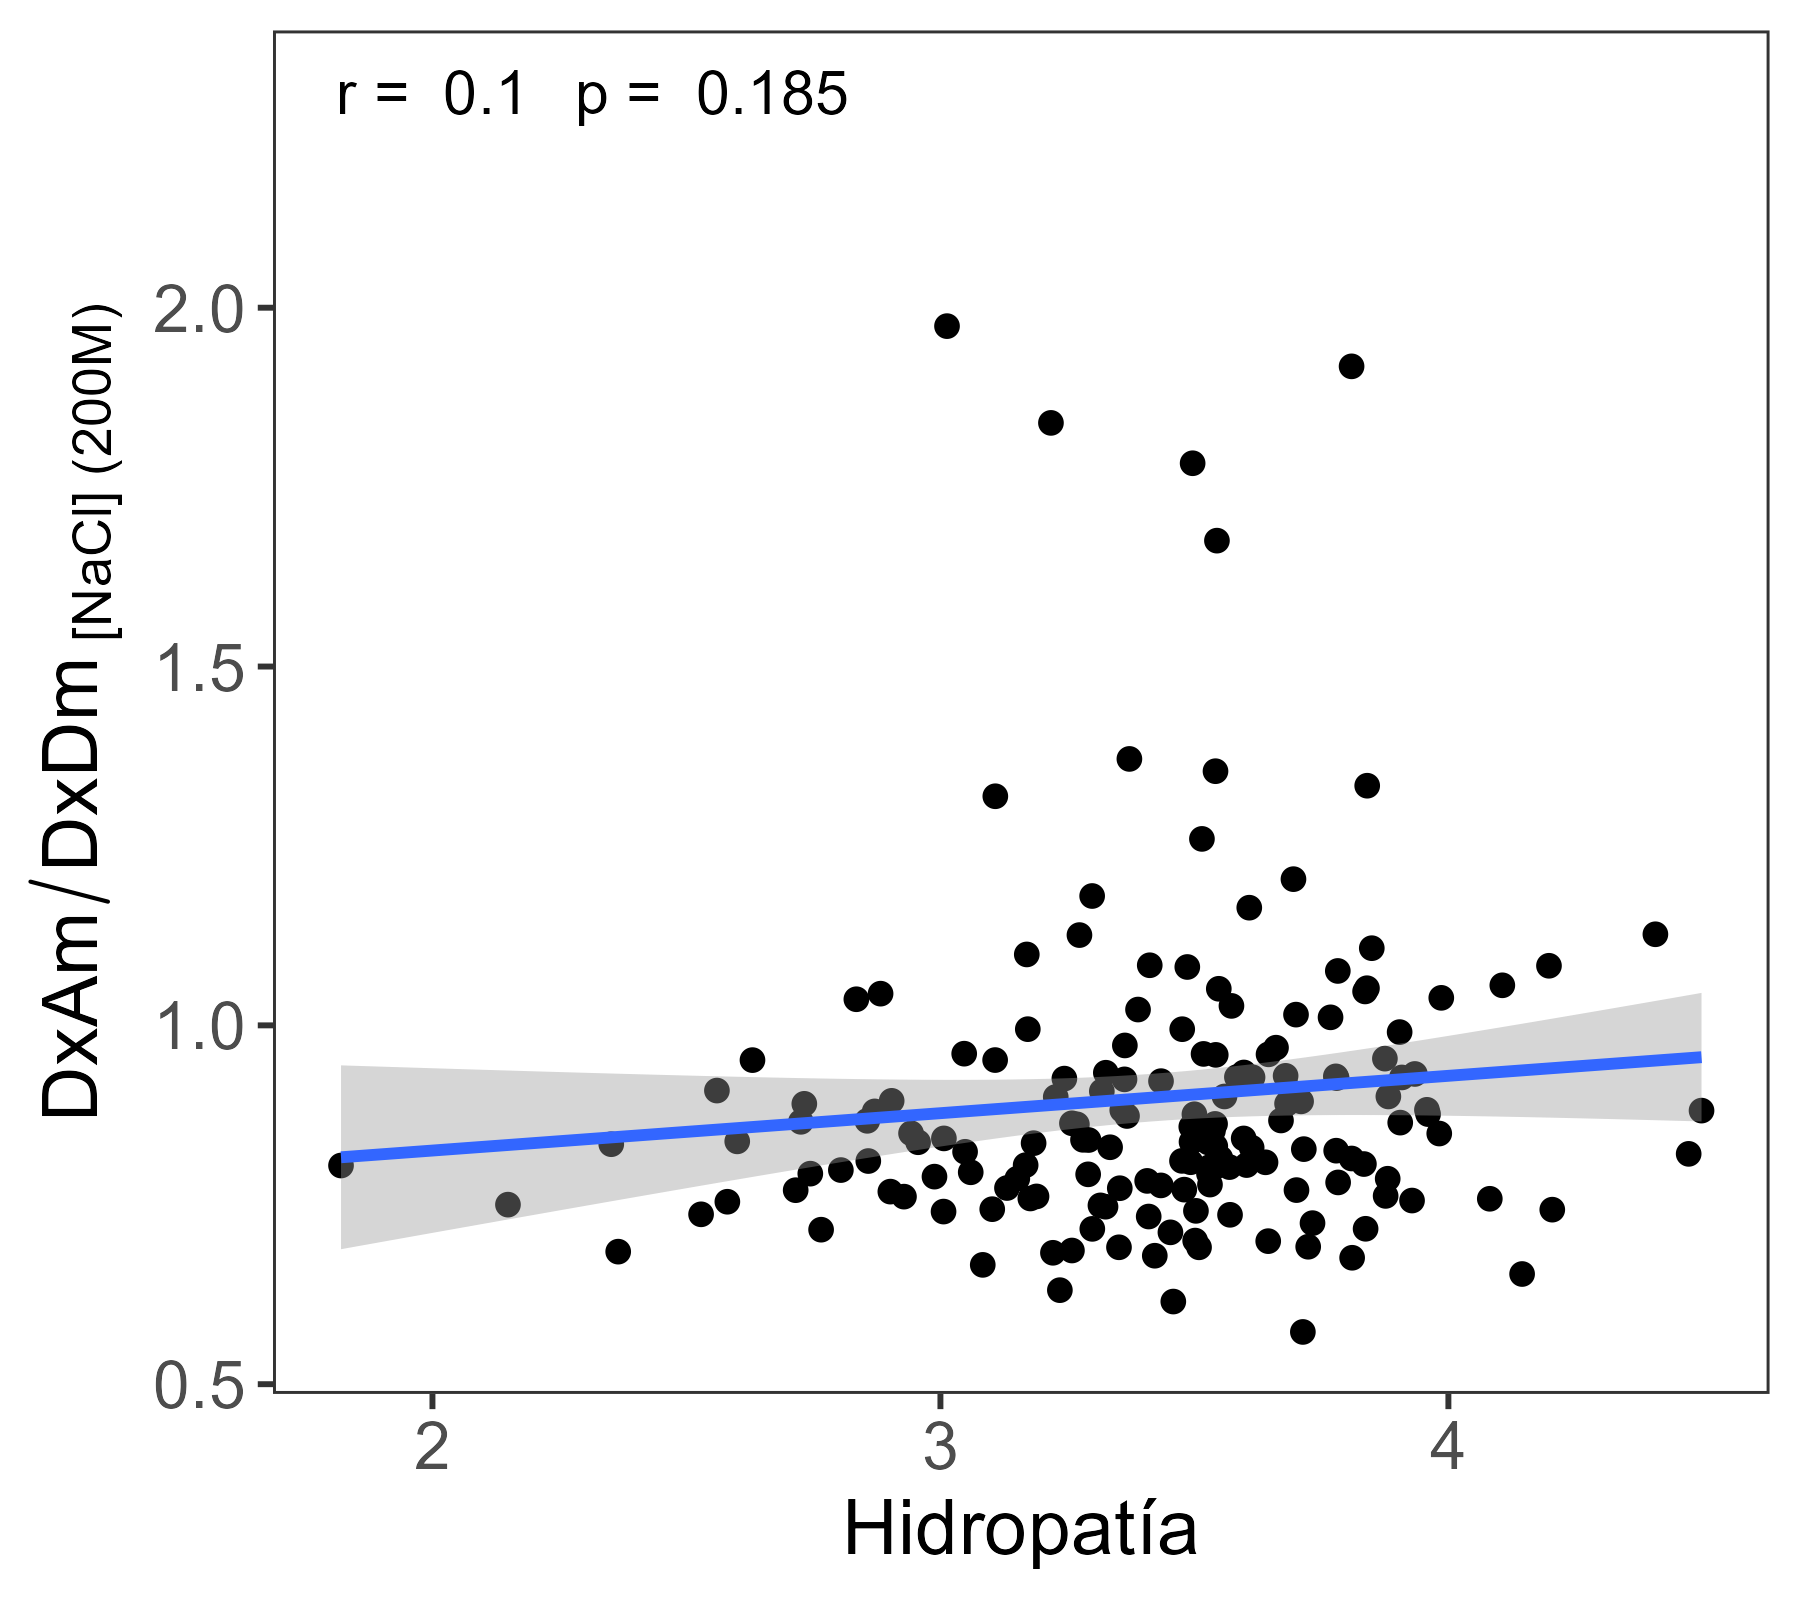 r = 0.1 p = 0.185
DxAm/DxDm [NaCl] (200M)
2.0
1.5
1.0
0.5
2 3 4
Hidropatía